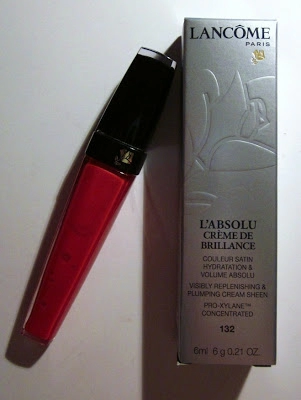 LANCÔME
PARIS
L'ABSOLU
CRÈME DE
BRILLANCE
COULEUR SATIN
HYDRATATION &
VOLUME ABSOLU
VISIBLY REPLENISHING &
PLUMPING CREAM SHEEN
PRO-XYLANE™
CONCENTRATED
132
6ml 6 g 0.21 OZ.